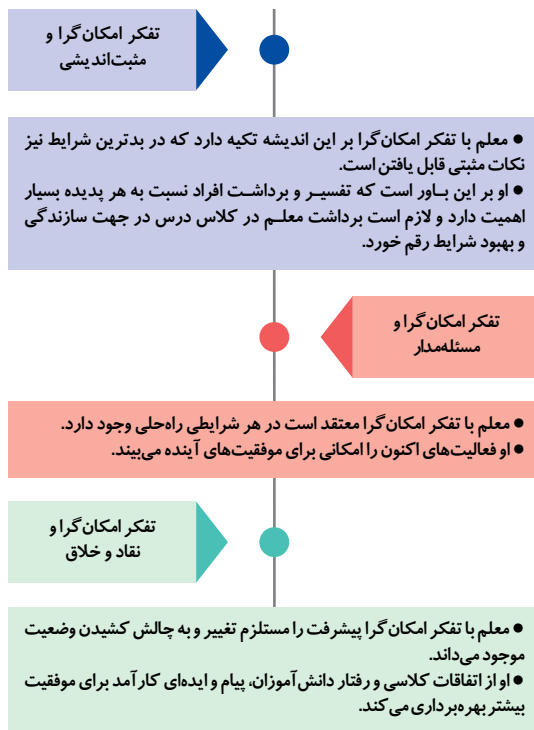 تفکر امکان‌گرا و
مثبت‌اندیشی
● معلم با تفکر امکان‌گرا بر این اندیشه تکیه دارد که در بدترین شرایط نیز
نکات مثبتی قابل یافتن است.
● او بر این بـاور است که تفسیـر و برداشـت افراد نسبت به هر پدیده بسیار
اهمیت دارد و لازم است برداشت معلـم در کلاس درس در جهت سازندگی
و بهبود شرایط رقم خورد.
تفکر امکان‌گرا و
مسئله‌مدار
● معلم با تفکر امکان‌گرا معتقد است در هر شرایطی راه‌حلی وجود دارد.
● او فعالیت‌های اکنون را امکانی برای موفقیت‌های آینده می‌بیند.
تفکر امکان‌گرا و
نقاد و خلاق
● معلم با تفکر امکان‌گرا پیشرفت را مستلزم تغییر و به چالش کشیدن وضعیت
موجود می‌داند.
● او از اتفاقات کلاسی و رفتار دانش‌آموزان، پیام و ایده‌ای کارآمد برای موفقیت
بیشتر بهره‌برداری می‌کند.